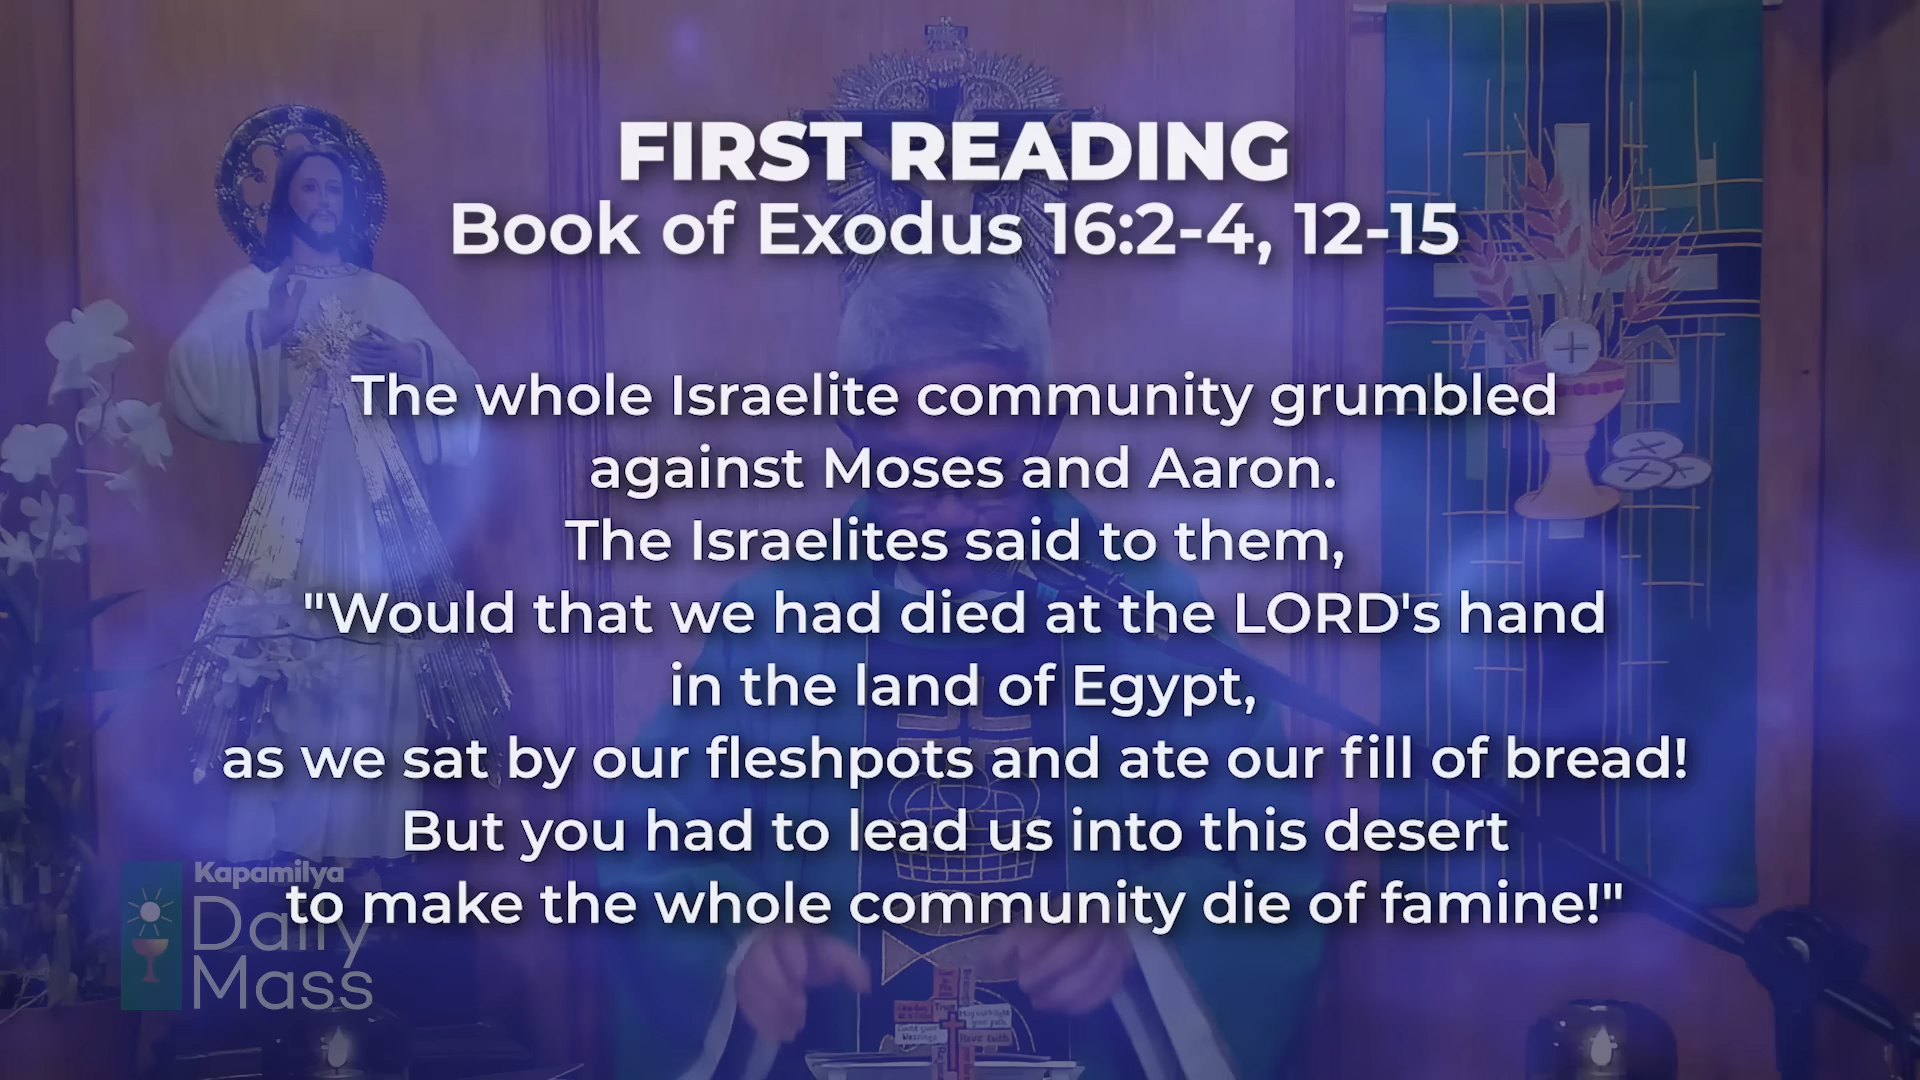 FIRST READING
Book of Exodus 16:2-4, 12-15
The whole Israelite community grumbled
against Moses and Aaron.
The Israelites said to them,
"Would that we had died at the LORD's hand
in the land of Egypt,
as we sat by our fleshpots and ate our fill of bread!
But you had to lead us into this desert
to make the whole community die of famine!"
Kapamilya
Daily
Mass